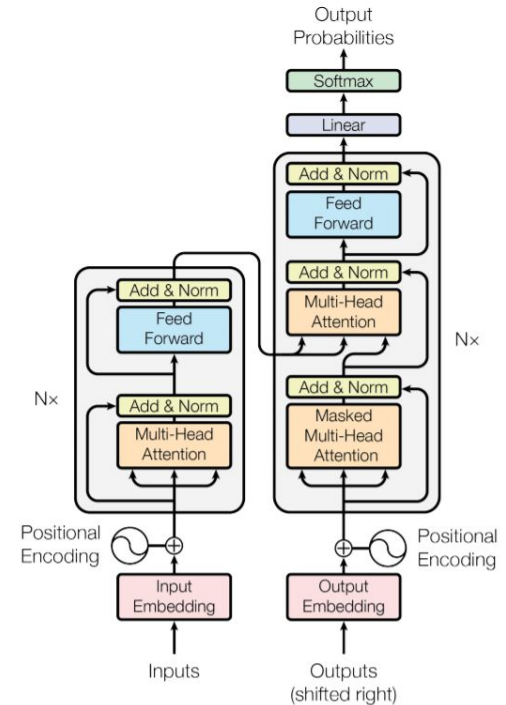 Output
Probabilities
Softmax
Linear
Add & Norm
Feed
Forward
Add & Norm
Multi-Head
Attention
Add & Norm
Masked
Multi-Head
Attention
N×
Add & Norm
Feed
Forward
Add & Norm
Multi-Head
Attention
N×
Positional
Encoding
Positional
Encoding
Input
Embedding
Output
Embedding
Inputs
Outputs
(shifted right)